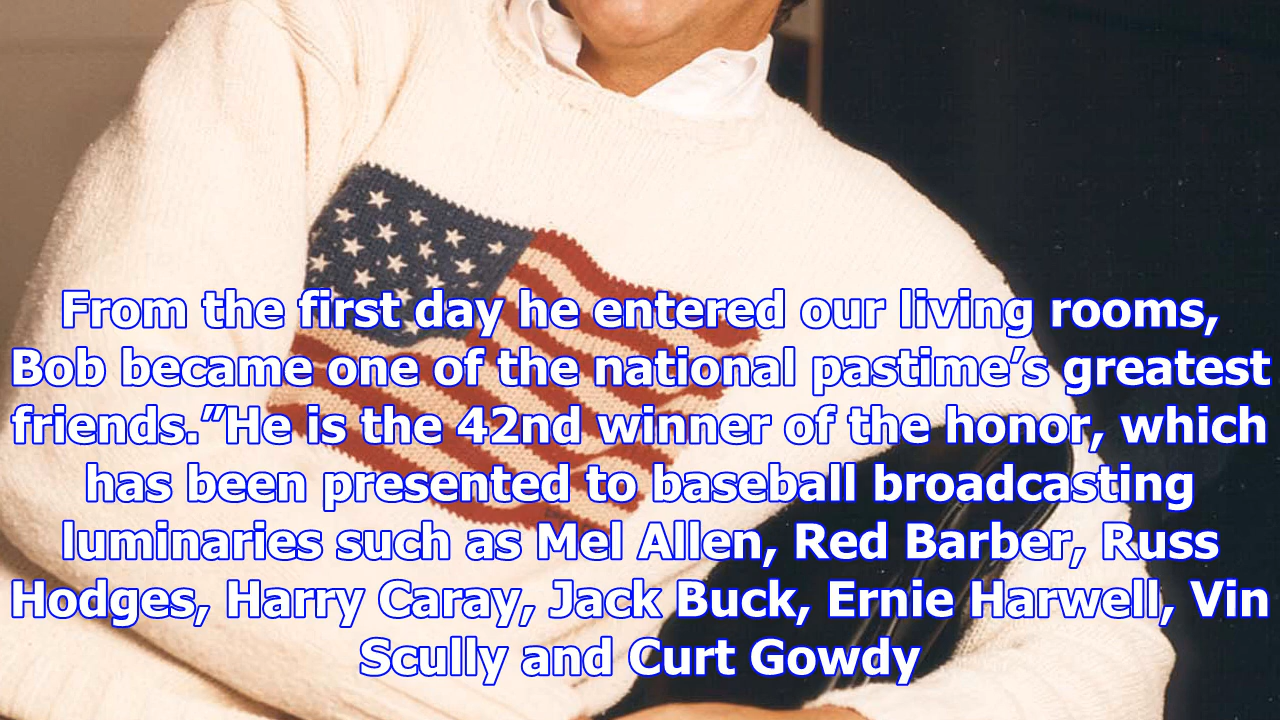 From the first day he entered our living rooms,
Bob became one of the national pastime’s greatest
friends.”He is the 42nd winner of the honor, which
has been presented to baseball broadcasting
luminaries such as Mel Allen, Red Barber, Russ
Hodges, Harry Caray, Jack Buck, Ernie Harwell, Vin
Scully and Curt Gowdy